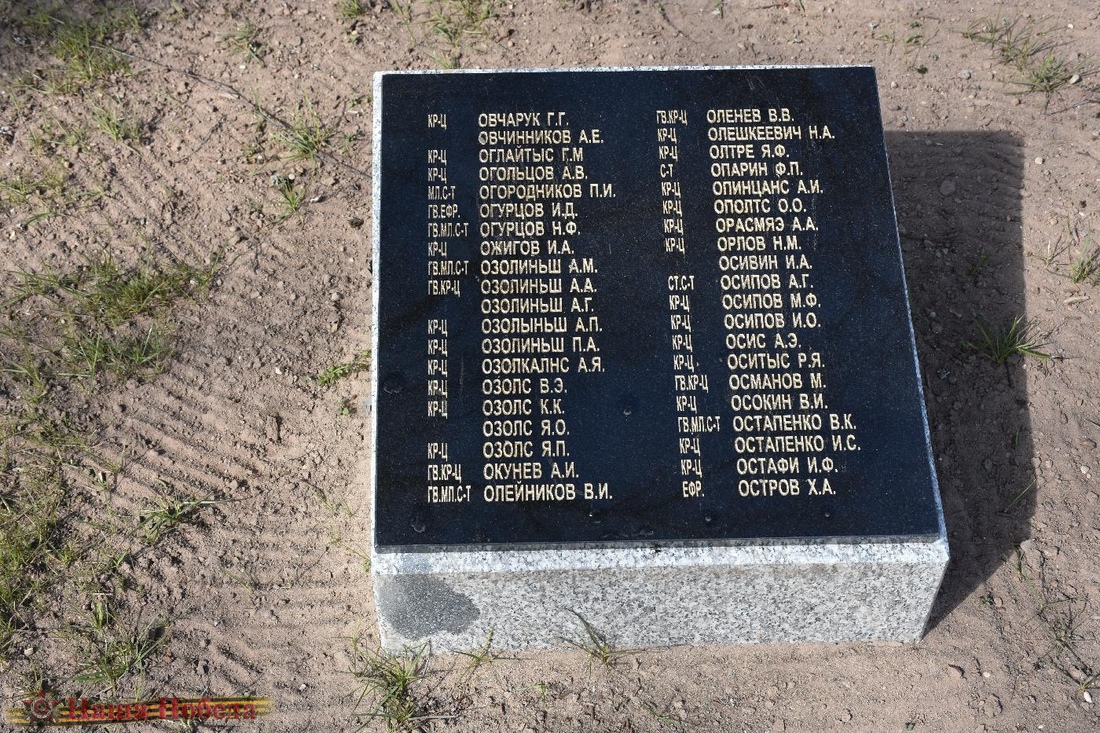 КР-Ц ОВЧАРУК Г.Г.
ОВЧИННИКОВ А.Е.
КР-Ц ОГЛАЙТЫС Г.М
КР-Ц ОГОЛЬЦОВ А.В.
МЛ.С-Т ОГОРОДНИКОВ П.И.
ГВ.ЕФР. ОГУРЦОВ И.Д.
ГВ.МЛ.С-Т ОГУРЦОВ Н.Ф.
КР-Ц ОЖИГОВ И.А.
ГВ.МЛ.С-Т ОЗОЛИНЬШ А.М.
ГВ.КР-Ц ОЗОЛИНЬШ А.А.
ОЗОЛИНЬШ А.Г.
КР-Ц ОЗОЛЫНЬШ А.П.
КР-Ц ОЗОЛИНЬШ П.А.
КР-Ц ОЗОЛКАЛНС А.Я.
КР-Ц ОЗОЛС В.Э.
КР-Ц ОЗОЛС К.К.
ОЗОЛС Я.О.
КР-Ц ОЗОЛС Я.П.
ГВ.КР-Ц ОКУНЕВ А.И.
ГВ.МЛ.С-Т ОЛЕЙНИКОВ В.И.
ГВ.КР-Ц ОЛЕНЕВ В.В.
КР-Ц ОЛЕШКЕЕВИЧ Н.А.
КР-Ц ОЛТРЕ Я.Ф.
С-Т ОПАРИН Ф.П.
КР-Ц ОПИНЦАНС А.И.
КР-Ц ОПОЛТС О.О.
КР-Ц ОРАСМЯЭ А.А.
КР-Ц ОРЛОВ Н.М.
ОСИВИН И.А.
СТ.С-Т ОСИПОВ А.Г.
КР-Ц ОСИПОВ М.Ф.
КР-Ц ОСИПОВ И.О.
КР-Ц ОСИС А.Э.
КР-Ц ОСИТЫС Р.Я.
ГВ.КР-Ц ОСМАНОВ М.
КР-Ц ОСОКИН В.И.
ГВ.МЛ.С-Т ОСТАПЕНКО В.К.
КР-Ц ОСТАПЕНКО И.С.
КР-Ц ОСТАФИ И.Ф.
ЕФР. ОСТРОВ Х.А.
Наша Победа